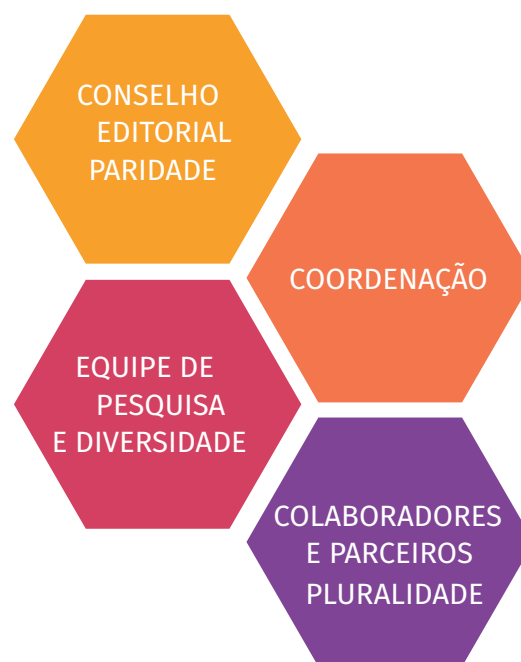 CONSELHO
EDITORIAL
PARIDADE
COORDENAÇÃO
EQUIPE DE
PESQUISA
E DIVERSIDADE
COLABORADORES
E PARCEIROS
PLURALIDADE